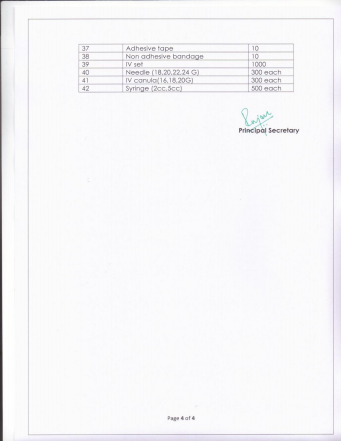 37 Adhesive tape 10
38 Non adhesive bandage 10
39 IV set 1000
40 Needle (18,20,22,24 G) 300 each
41 IV canula(16,18,20G) 300 each
42 Syringe (2cc,5cc) 500 each
Principal Secretary
Page 4 of 4